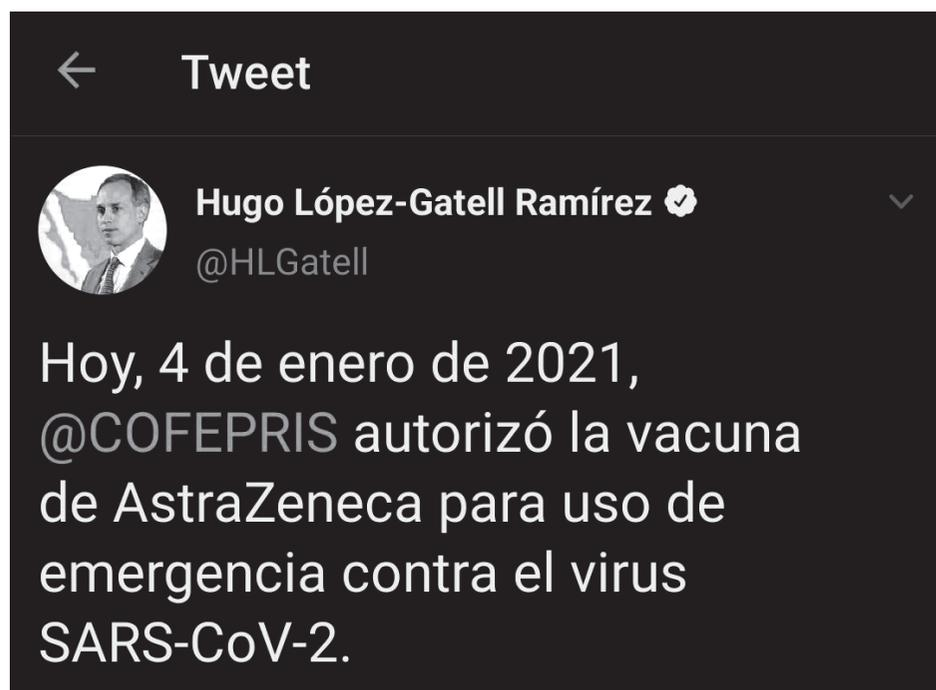 Tweet
Hugo López-Gatell Ramírez
@HLGatell
Hoy, 4 de enero de 2021,
@COFEPRIS autorizó la vacuna
de AstraZeneca para uso de
emergencia contra el virus
SARS-CoV-2.